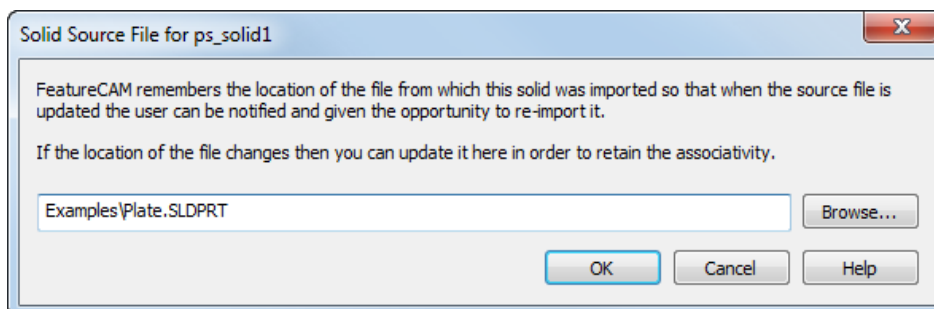 Solid Source File for ps_solid1
FeatureCAM remembers the location of the file from which this solid was imported so that when the source file is
updated the user can be notified and given the opportunity to re-import it.
If the location of the file changes then you can update it here in order to retain the associativity.
Examples\Plate.SLDPRT
Browse...
OK
Cancel
Help